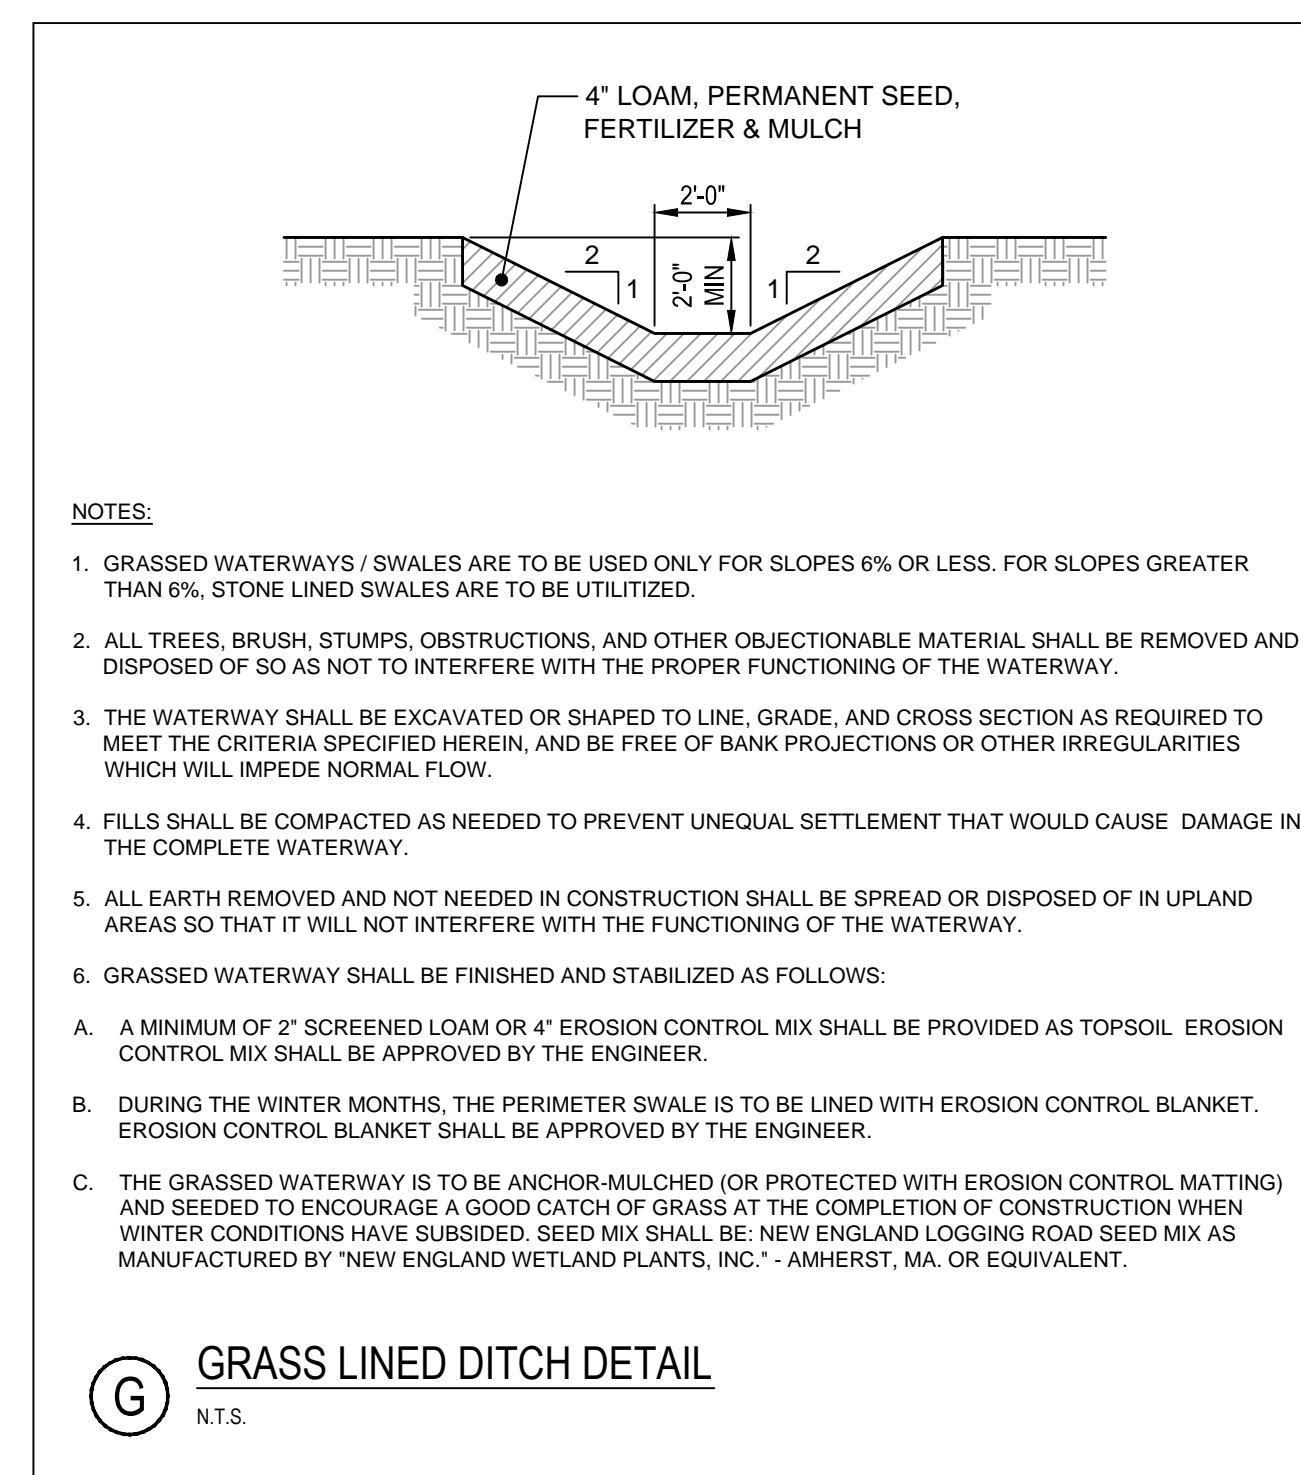 4" LOAM, PERMANENT SEED,
FERTILIZER & MULCH
2'-0"
2
1
2'-0"
MIN
2
1
NOTES:
1. GRASSED WATERWAYS / SWALES ARE TO BE USED ONLY FOR SLOPES 6% OR LESS. FOR SLOPES GREATER
THAN 6%, STONE LINED SWALES ARE TO BE UTILITIZED.
2. ALL TREES, BRUSH, STUMPS, OBSTRUCTIONS, AND OTHER OBJECTIONABLE MATERIAL SHALL BE REMOVED AND
DISPOSED OF SO AS NOT TO INTERFERE WITH THE PROPER FUNCTIONING OF THE WATERWAY.
3. THE WATERWAY SHALL BE EXCAVATED OR SHAPED TO LINE, GRADE, AND CROSS SECTION AS REQUIRED TO
MEET THE CRITERIA SPECIFIED HEREIN, AND BE FREE OF BANK PROJECTIONS OR OTHER IRREGULARITIES
WHICH WILL IMPEDE NORMAL FLOW.
4. FILLS SHALL BE COMPACTED AS NEEDED TO PREVENT UNEQUAL SETTLEMENT THAT WOULD CAUSE DAMAGE IN
THE COMPLETE WATERWAY.
5. ALL EARTH REMOVED AND NOT NEEDED IN CONSTRUCTION SHALL BE SPREAD OR DISPOSED OF IN UPLAND
AREAS SO THAT IT WILL NOT INTERFERE WITH THE FUNCTIONING OF THE WATERWAY.
6. GRASSED WATERWAY SHALL BE FINISHED AND STABILIZED AS FOLLOWS:
A. A MINIMUM OF 2" SCREENED LOAM OR 4" EROSION CONTROL MIX SHALL BE PROVIDED AS TOPSOIL EROSION
CONTROL MIX SHALL BE APPROVED BY THE ENGINEER.
B. DURING THE WINTER MONTHS, THE PERIMETER SWALE IS TO BE LINED WITH EROSION CONTROL BLANKET.
EROSION CONTROL BLANKET SHALL BE APPROVED BY THE ENGINEER.
C. THE GRASSED WATERWAY IS TO BE ANCHOR-MULCHED (OR PROTECTED WITH EROSION CONTROL MATTING)
AND SEEDED TO ENCOURAGE A GOOD CATCH OF GRASS AT THE COMPLETION OF CONSTRUCTION WHEN
WINTER CONDITIONS HAVE SUBSIDED. SEED MIX SHALL BE: NEW ENGLAND LOGGING ROAD SEED MIX AS
MANUFACTURED BY "NEW ENGLAND WETLAND PLANTS, INC." - AMHERST, MA. OR EQUIVALENT.
G
GRASS LINED DITCH DETAIL
N.T.S.